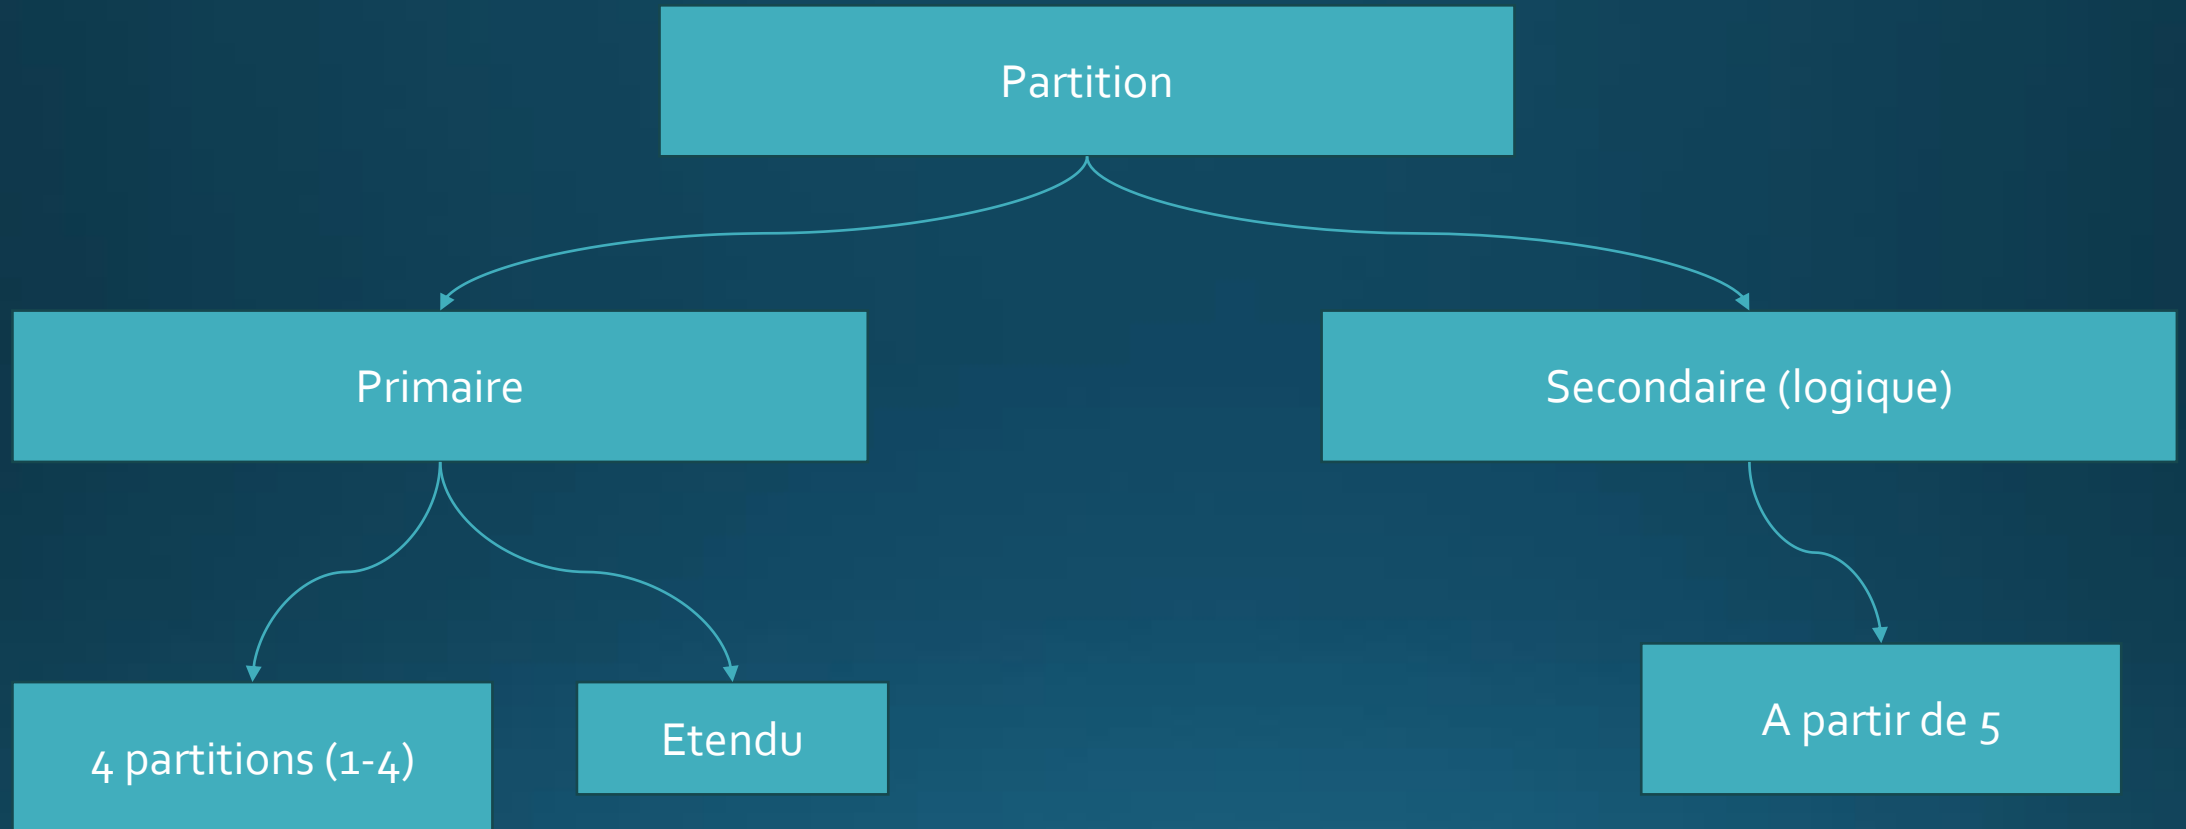 Partition
Primaire
Secondaire (logique)
4 partitions (1-4)
Etendu
A partir de 5